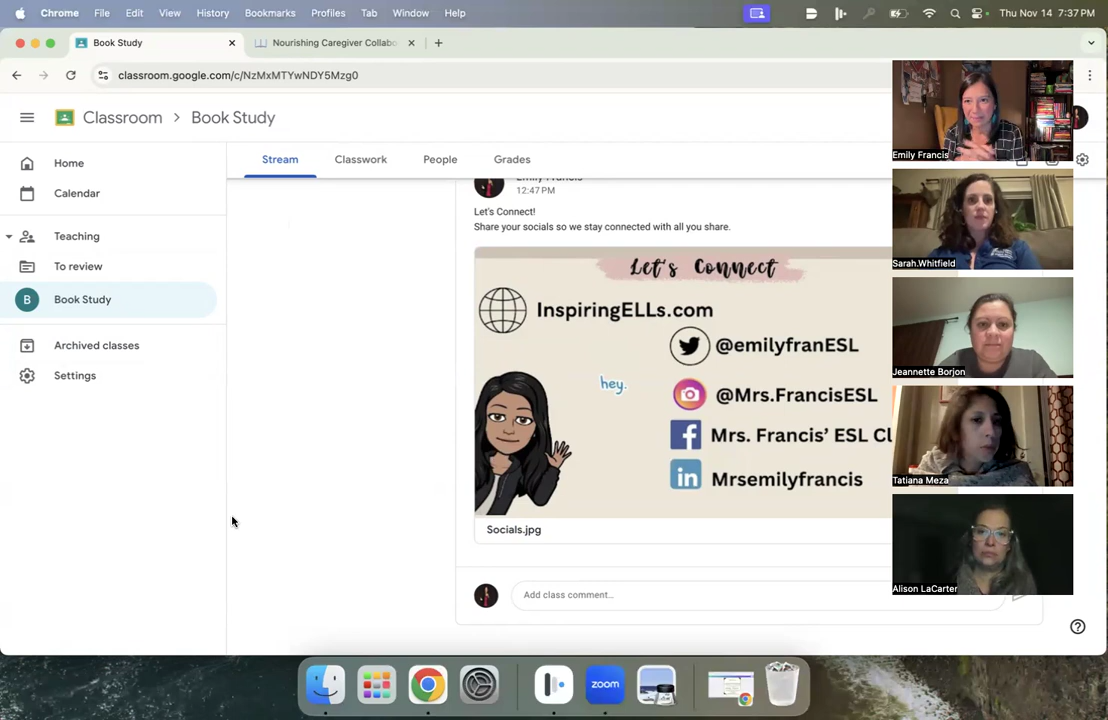 Chrome File Edit View History Bookmarks Profiles Tab Window Help Thu Nov 14 7:37 PM
Book Study
Nourishing Caregiver Collabo
classroom.google.com/c/NzMxMTYwNDY5Mzg0
Classroom > Book Study
Home
Calendar
Teaching
To review
B Book Study
Archived classes
Settings
Stream Classwork People Grades
Emily Francis
12:47 PM
Let's Connect!
Share your socials so we stay connected with all you share.
Let's Connect
InspiringELLs.com
@emilyfranESL
hey.
@Mrs.FrancisESL
Mrs. Francis' ESL Cl
Mrsemilyfrancis
Socials.jpg
Add class comment...
Emily Francis
Sarah.Whitfield
Jeannette Borjon
Tatiana Meza
Alison LaCarter
zoom